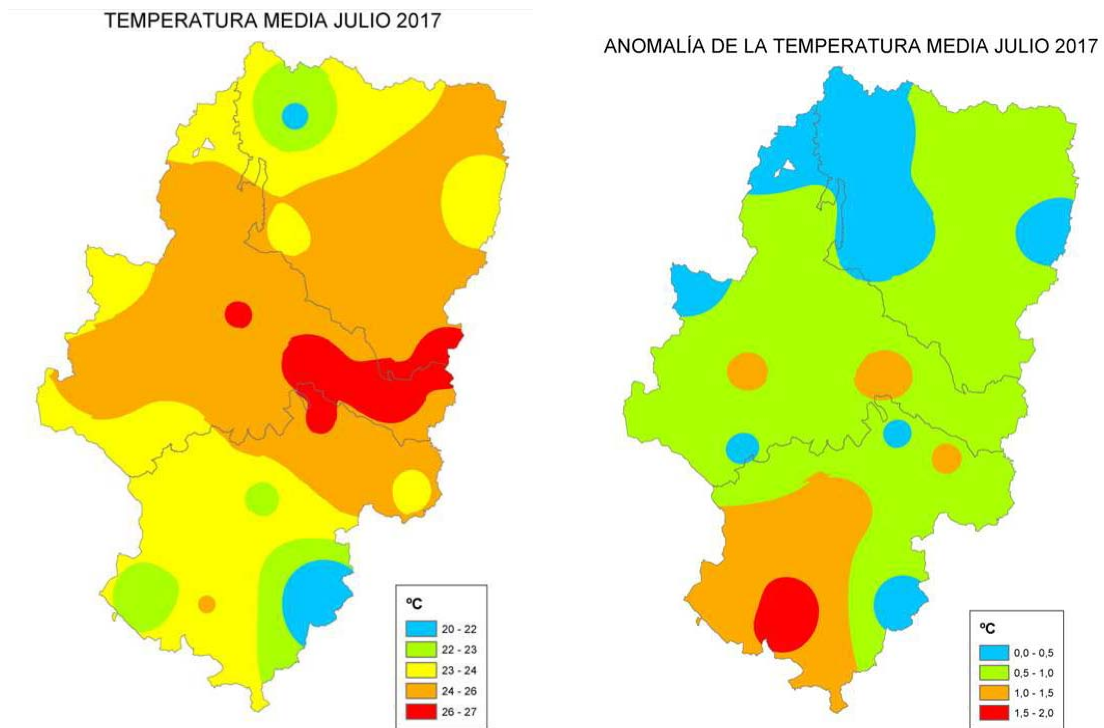 TEMPERATURA MEDIA JULIO 2017
ANOMALÍA DE LA TEMPERATURA MEDIA JULIO 2017
ºC
20 - 22
22 - 23
23 - 24
24 - 26
26 - 27
ºC
0,0 - 0,5
0,5 - 1,0
1,0 - 1,5
1,5 - 2,0